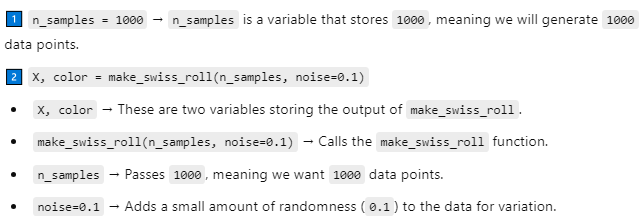 1 n_samples = 1000 → n_samples is a variable that stores 1000, meaning we will generate 1000
data points.
2 X, color = make_swiss_roll(n_samples, noise=0.1)
• X, color → These are two variables storing the output of make_swiss_roll.
• make_swiss_roll(n_samples, noise=0.1) → Calls the make_swiss_roll function.
• n_samples → Passes 1000, meaning we want 1000 data points.
• noise=0.1 → Adds a small amount of randomness (0.1) to the data for variation.